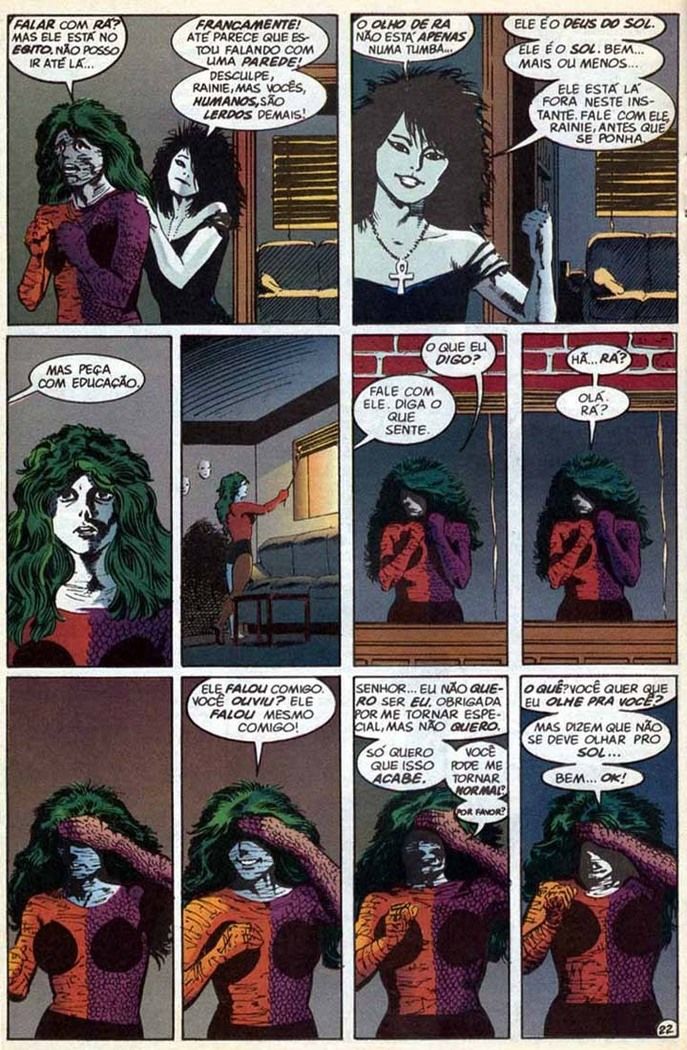 FALAR COM RÁ?
MAS ELE ESTÁ NO
EGITO. NÃO POSSO
IR ATÉ LÁ...
FRANCAMENTE!
ATÉ PARECE QUE ES-
TOU FALANDO COM
UMA PAREDE!
DESCULPE,
RAINIE, MAS VOCÊS,
HUMANOS, SÃO
LERDOS DEMAIS!
O OLHO DE RA
NÃO ESTÁ APENAS
NUMA TUMBA...
ELE É O DEUS DO SOL.
ELE É O SOL. BEM...
MAIS OU MENOS...
ELE ESTÁ LÁ
FORA NESTE INS-
TANTE. FALE COM ELE,
RAINIE, ANTES QUE
SE PONHA.
MAS PEÇA
COM EDUCAÇÃO.
O QUE EU
DIGO?
FALE COM
ELE. DIGA O
QUE
SENTE.
HÃ... RÁ?
OLÁ.
RÁ?
ELE FALOU COMIGO.
VOCÊ OUVIU? ELE
FALOU MESMO
COMIGO!
SENHOR... EU NÃO QUE-
RO SER EU. OBRIGADA
POR ME TORNAR ESPE-
CIAL, MAS NÃO QUERO.
SÓ QUERO
QUE ISSO
ACABE.
VOCÊ
PODE ME
TORNAR
NORMAL?
POR FAVOR?
O QUÊ? VOCÊ QUER QUE
EU OLHE PRA VOCÊ?
MAS DIZEM QUE NÃO
SE DEVE OLHAR PRO
SOL...
BEM... OK!
22